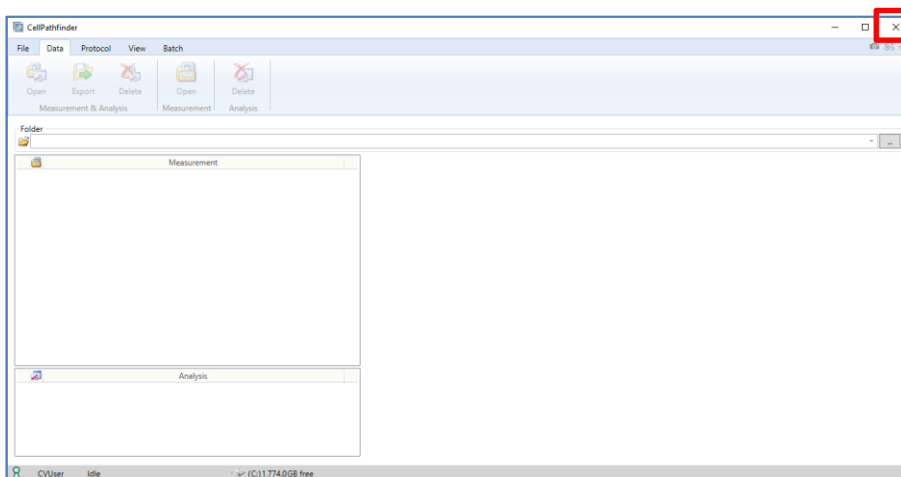 CellPathfinder
File Data Protocol View Batch
Open Export Delete Open Delete
Measurement & Analysis Measurement Analysis
Folder
...
Measurement
Analysis
CVUser Idle (C:)1,774.0GB free